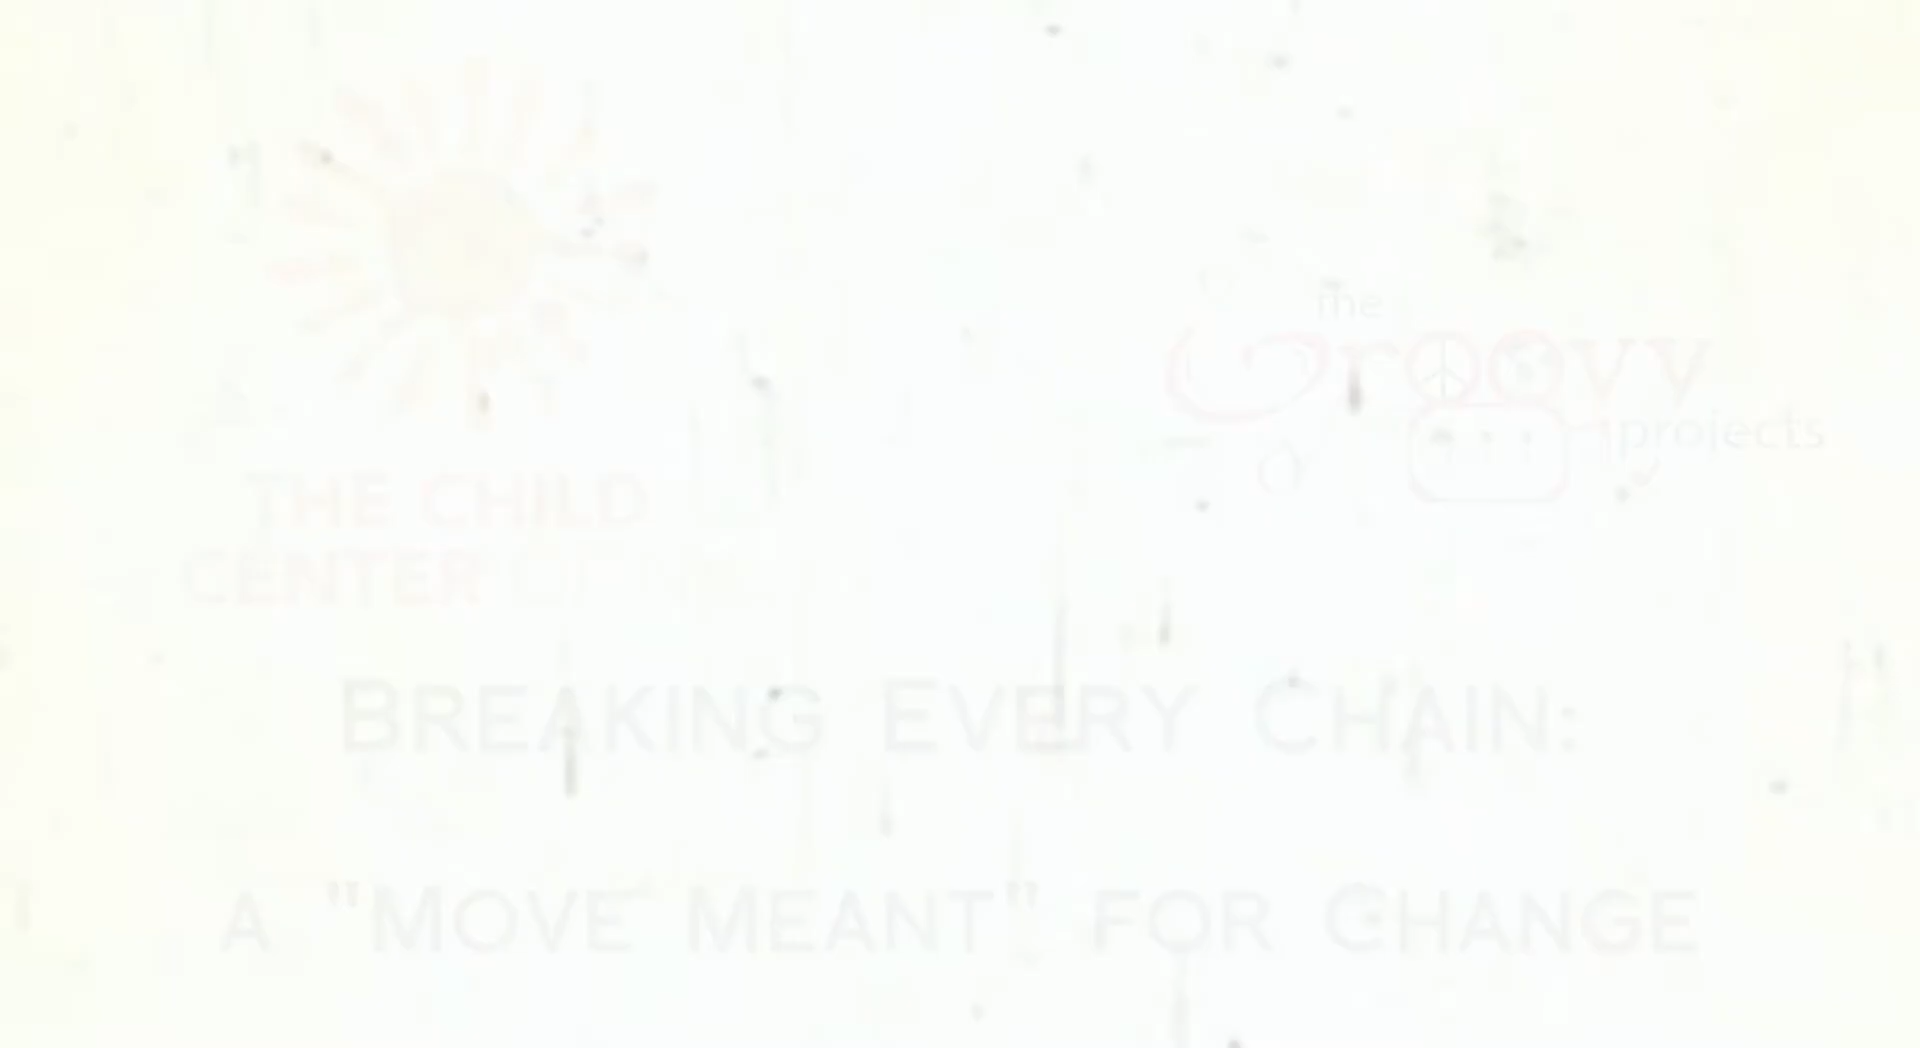 THE CHILD
CENTER
the
Groovy
projects
BREAKING EVERY CHAIN:
A "MOVE MEANT" FOR CHANGE